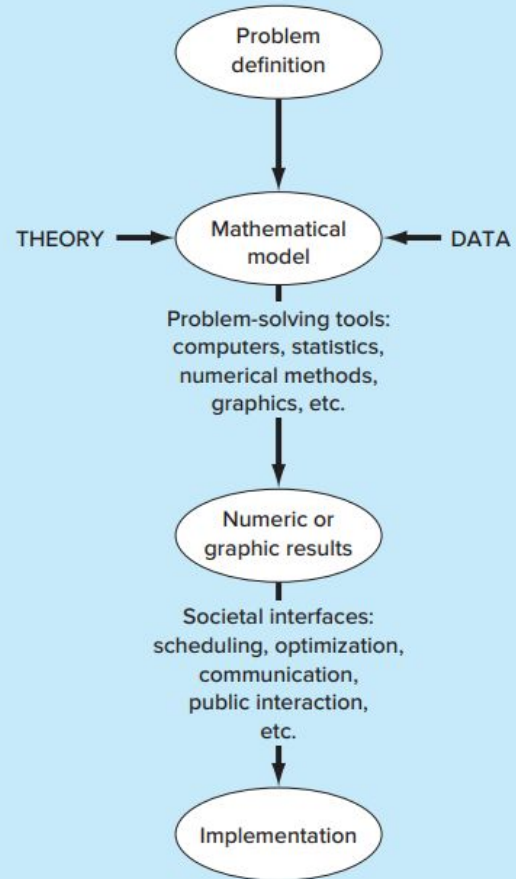 Problem
definition
THEORY
Mathematical
model
DATA
Problem-solving tools:
computers, statistics,
numerical methods,
graphics, etc.
Numeric or
graphic results
Societal interfaces:
scheduling, optimization,
communication,
public interaction,
etc.
Implementation